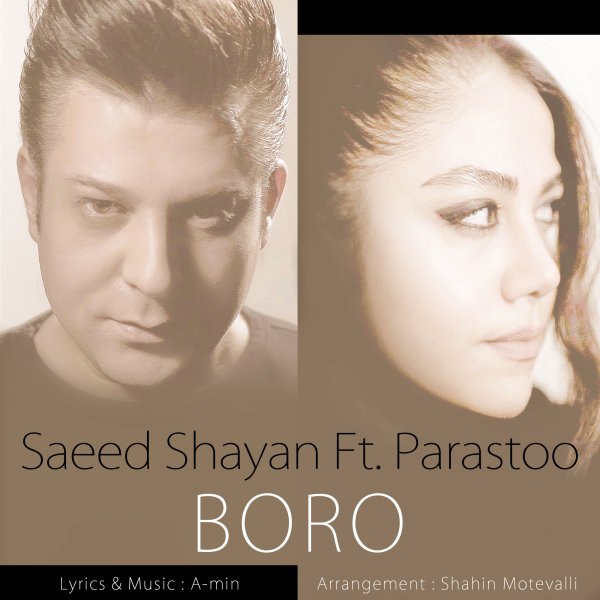 Saeed Shayan Ft. Parastoo
BORO
Lyrics & Music : A-min
Arrangement : Shahin Motevalli